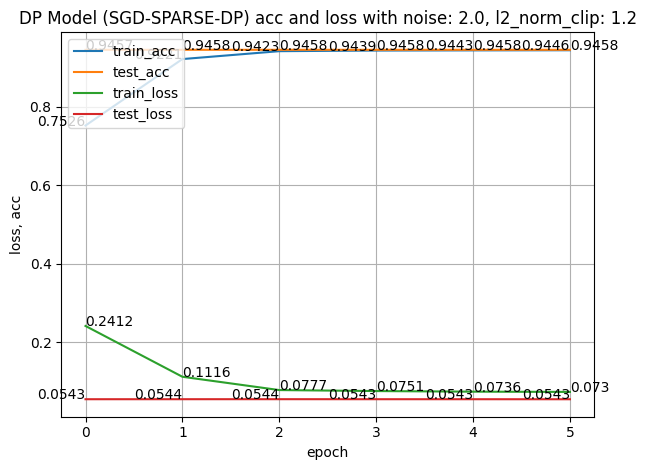 DP Model (SGD-SPARSE-DP) acc and loss with noise: 2.0, l2_norm_clip: 1.2
0.9457 0.9458 0.9423 0.9458 0.9439 0.9458 0.9443 0.9458 0.9446 0.9458
train_acc
test_acc
train_loss
test_loss
0.7526
0.8
0.6
0.4
0.2
loss, acc
0.2412
0.1116
0.0777
0.0751
0.0736
0.073
0.0543 0.0544 0.0544 0.0543 0.0543 0.0543
0 1 2 3 4 5
epoch